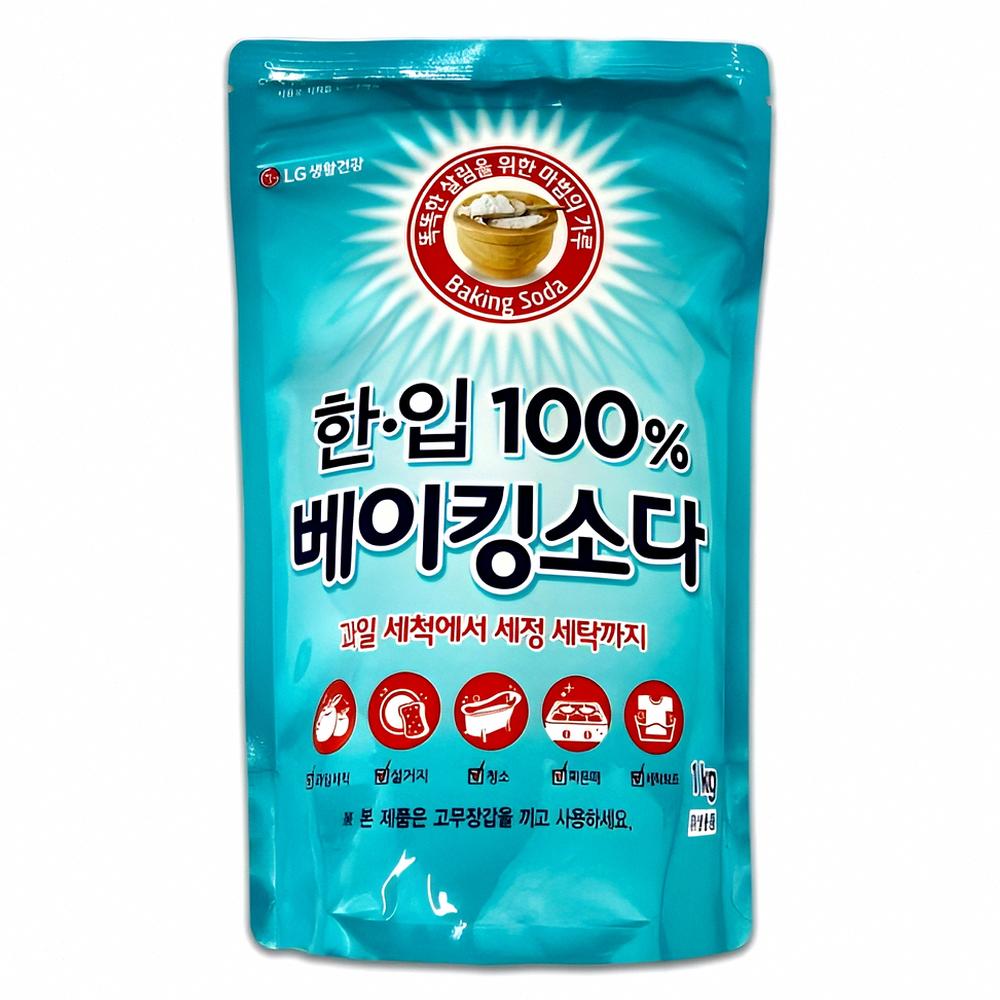 LG 생활건강
똑똑한 살림을 위한 마법의 가루
Baking Soda
한·입 100%
베이킹소다
과일 세척에서 세정 세탁까지
설거지
청소
1kg
※ 본 제품은 고무장갑을 끼고 사용하세요.